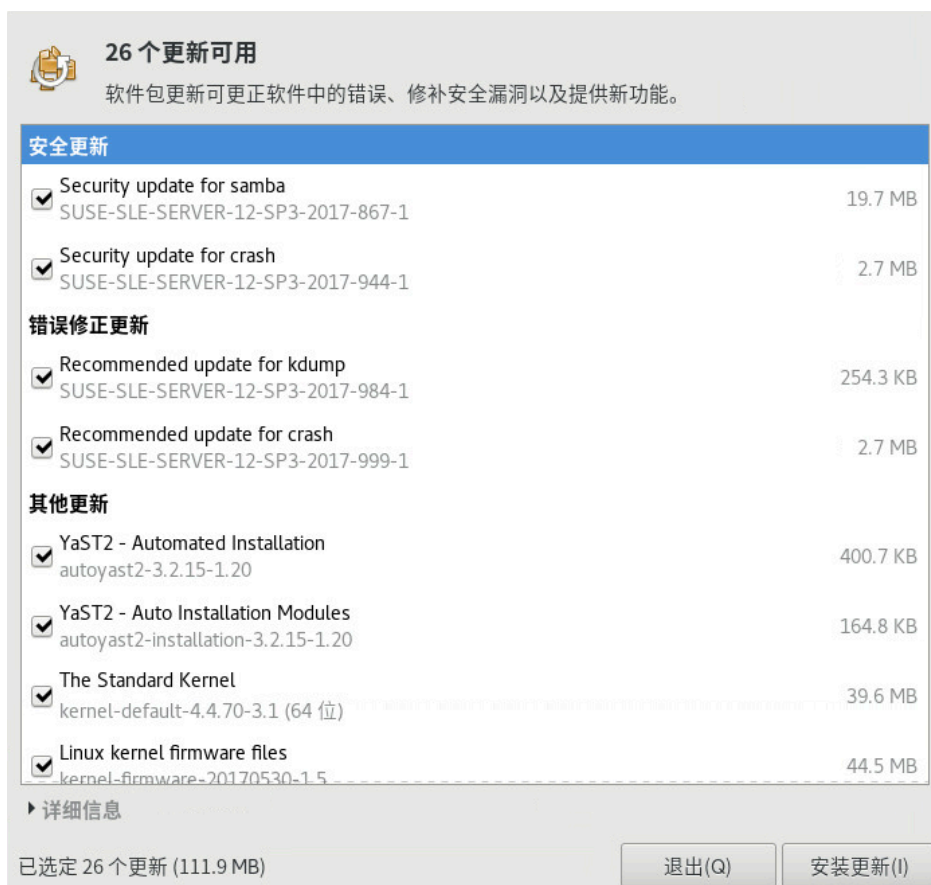 26 个更新可用
软件包更新可更正软件中的错误、修补安全漏洞以及提供新功能。
安全更新
Security update for samba
SUSE-SLE-SERVER-12-SP3-2017-867-1
19.7 MB
Security update for crash
SUSE-SLE-SERVER-12-SP3-2017-944-1
2.7 MB
错误修正更新
Recommended update for kdump
SUSE-SLE-SERVER-12-SP3-2017-984-1
254.3 KB
Recommended update for crash
SUSE-SLE-SERVER-12-SP3-2017-999-1
2.7 MB
其他更新
YaST2 - Automated Installation
autoyast2-3.2.15-1.20
400.7 KB
YaST2 - Auto Installation Modules
autoyast2-installation-3.2.15-1.20
164.8 KB
The Standard Kernel
kernel-default-4.4.70-3.1 (64 位)
39.6 MB
Linux kernel firmware files
kernel-firmware-20170530-1.5
44.5 MB
详细信息
已选定 26 个更新 (111.9 MB)
退出(Q)
安装更新(I)